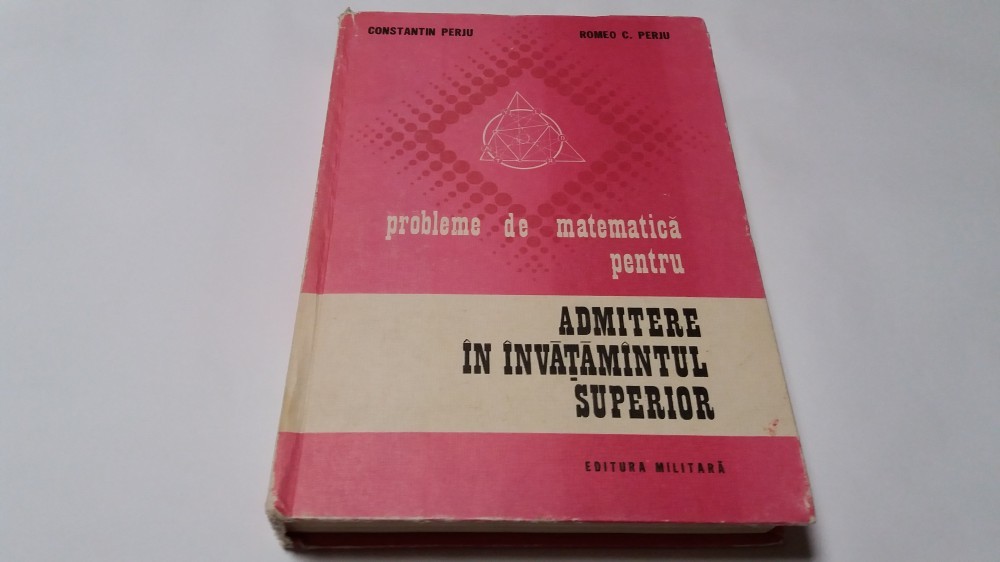 CONSTANTIN PERJU ROMEO C. PERJU
probleme de matematică
pentru
ADMITERE
ÎN ÎNVĂȚĂMÎNTUL
SUPERIOR
EDITURA MILITARĂ